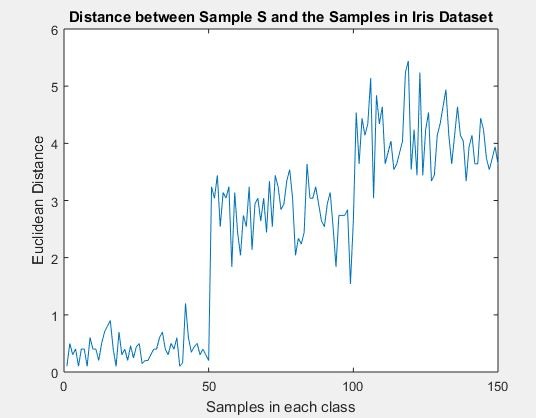 Distance between Sample S and the Samples in Iris Dataset
6
5
4
3
2
1
0
Euclidean Distance
0 50 100 150
Samples in each class